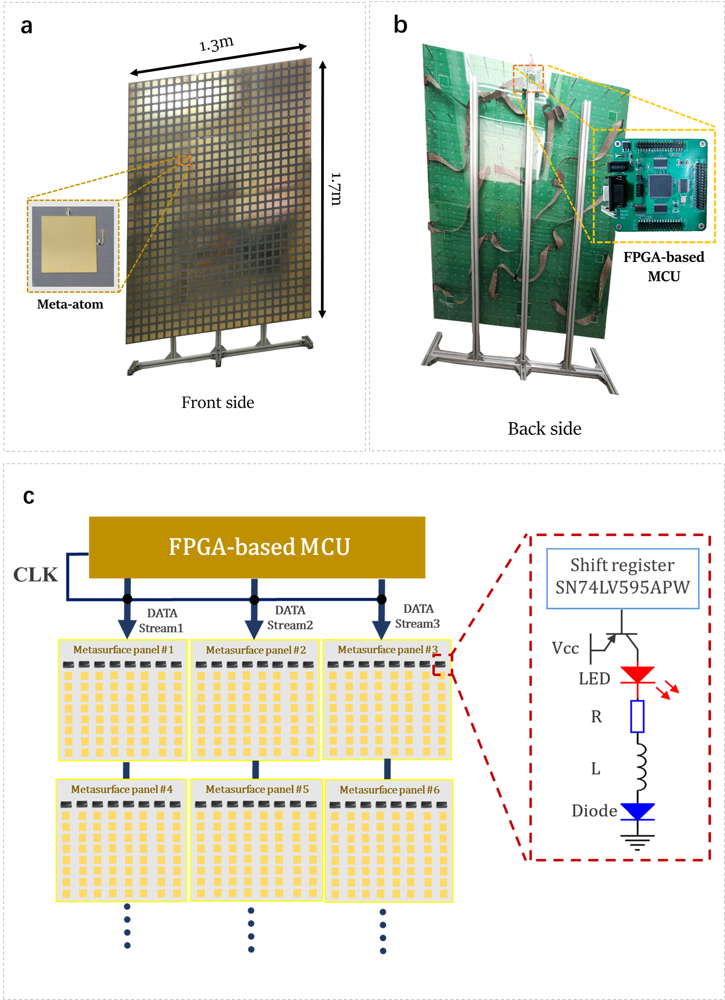 a
1.3m
1.7m
Meta-atom
Front side
b
FPGA-based
MCU
Back side
c
FPGA-based MCU
CLK
DATA
Stream1
DATA
Stream2
DATA
Stream3
Metasurface panel #1
Metasurface panel #2
Metasurface panel #3
Metasurface panel #4
Metasurface panel #5
Metasurface panel #6
Shift register
SN74LV595APW
Vcc
LED
R
L
Diode